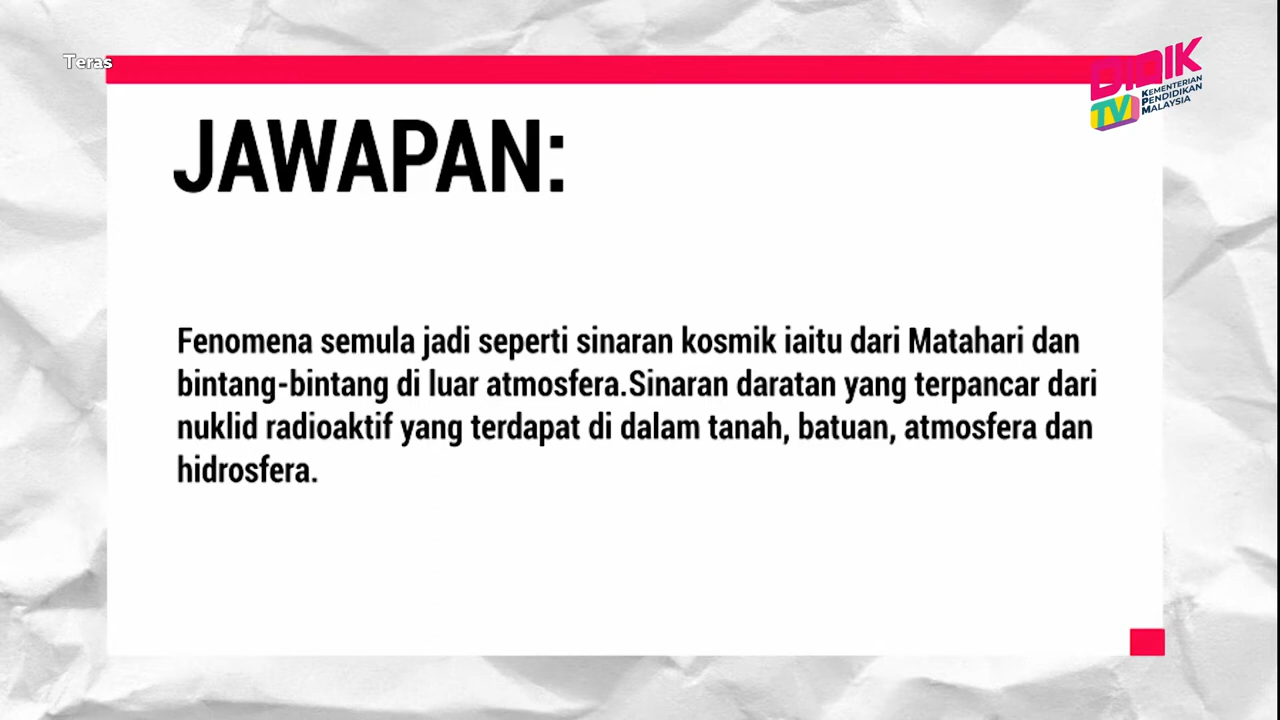 Teras
DIDIK
TV
KEMENTERIAN
PENDIDIKAN
MALAYSIA
JAWAPAN:
Fenomena semula jadi seperti sinaran kosmik iaitu dari Matahari dan
bintang-bintang di luar atmosfera.Sinaran daratan yang terpancar dari
nuklid radioaktif yang terdapat di dalam tanah, batuan, atmosfera dan
hidrosfera.